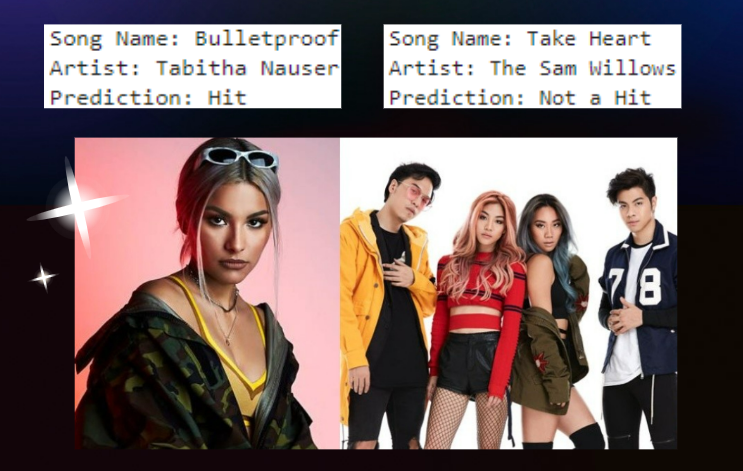 Song Name: Bulletproof
Artist: Tabitha Nauser
Prediction: Hit
Song Name: Take Heart
Artist: The Sam Willows
Prediction: Not a Hit
78